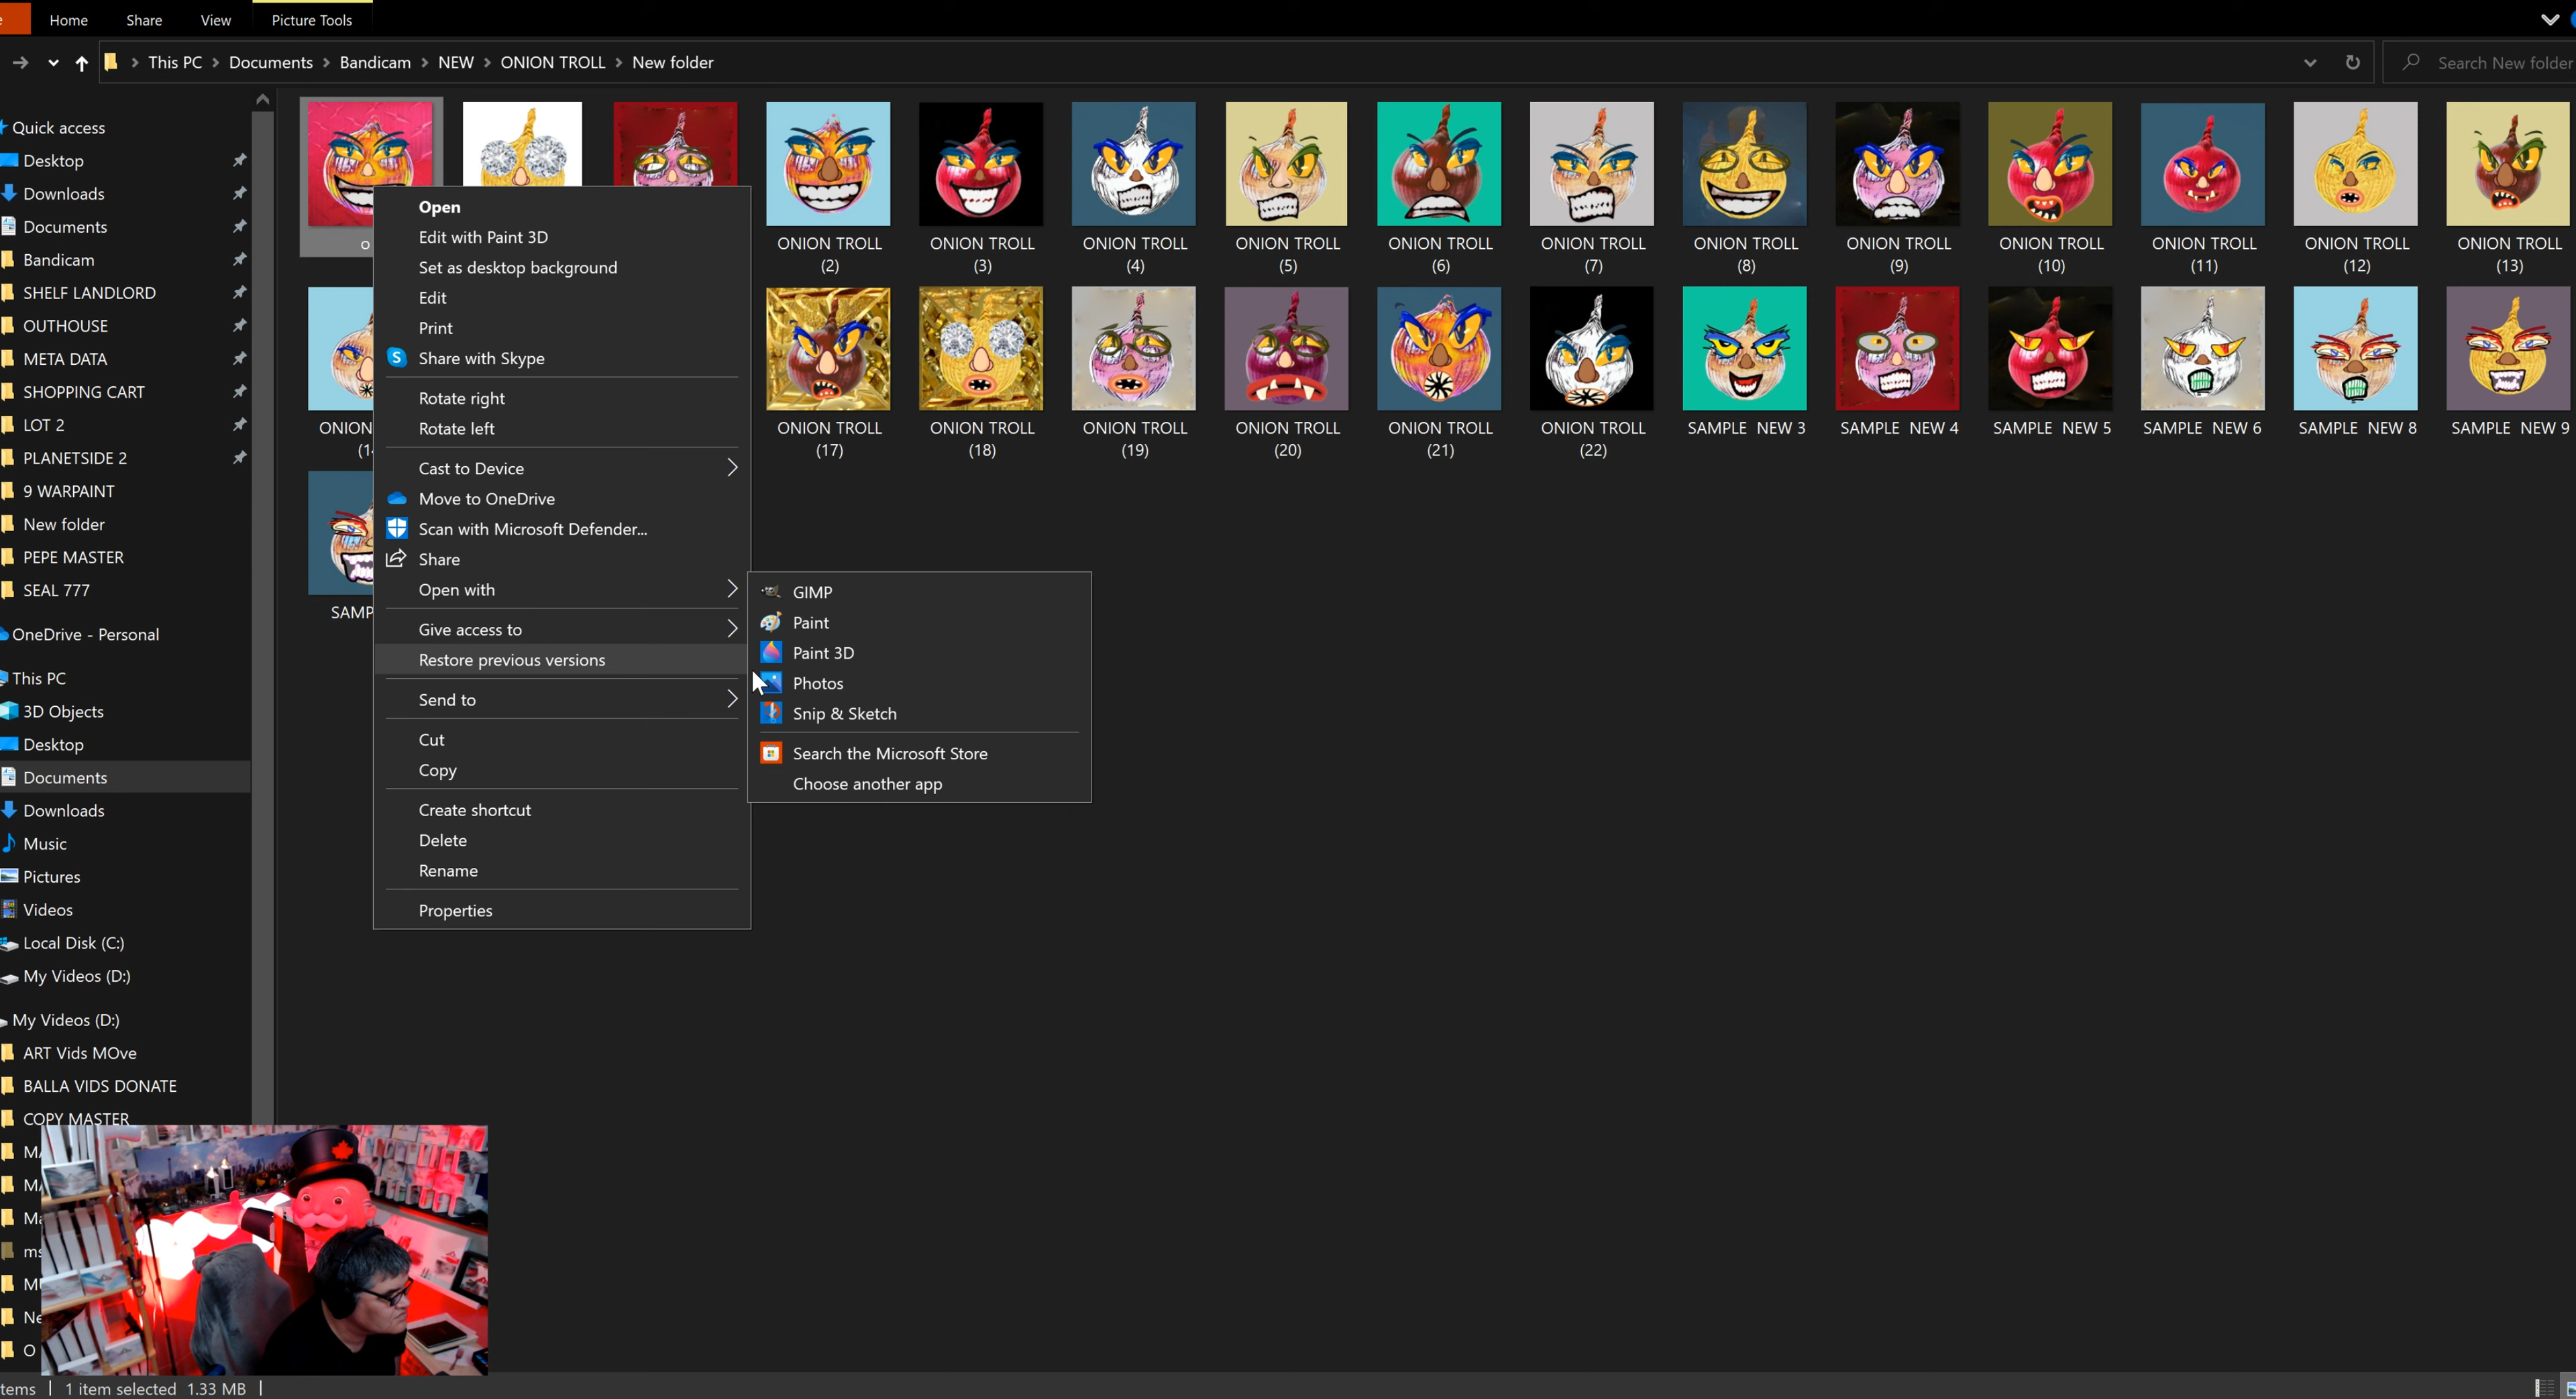 Home Share View Picture Tools
This PC > Documents > Bandicam > NEW > ONION TROLL > New folder
Search New folder
Quick access
Desktop
Downloads
Documents
Bandicam
SHELF LANDLORD
OUTHOUSE
META DATA
SHOPPING CART
LOT 2
PLANETSIDE 2
9 WARPAINT
New folder
PEPE MASTER
SEAL 777
OneDrive - Personal
This PC
3D Objects
Desktop
Documents
Downloads
Music
Pictures
Videos
Local Disk (C:)
My Videos (D:)
My Videos (D:)
ART Vids MOve
BALLA VIDS DONATE
COPY MASTER
ONION TROLL
(2)
ONION TROLL
(3)
ONION TROLL
(4)
ONION TROLL
(5)
ONION TROLL
(6)
ONION TROLL
(7)
ONION TROLL
(8)
ONION TROLL
(9)
ONION TROLL
(10)
ONION TROLL
(11)
ONION TROLL
(12)
ONION TROLL
(13)
ONION
ONION TROLL
(17)
ONION TROLL
(18)
ONION TROLL
(19)
ONION TROLL
(20)
ONION TROLL
(21)
ONION TROLL
(22)
SAMPLE NEW 3
SAMPLE NEW 4
SAMPLE NEW 5
SAMPLE NEW 6
SAMPLE NEW 8
SAMPLE NEW 9
SAMP
Open
Edit with Paint 3D
Set as desktop background
Edit
Print
Share with Skype
Rotate right
Rotate left
Cast to Device
Move to OneDrive
Scan with Microsoft Defender...
Share
Open with
Give access to
Restore previous versions
Send to
Cut
Copy
Create shortcut
Delete
Rename
Properties
GIMP
Paint
Paint 3D
Photos
Snip & Sketch
Search the Microsoft Store
Choose another app
tems | 1 item selected 1.33 MB |